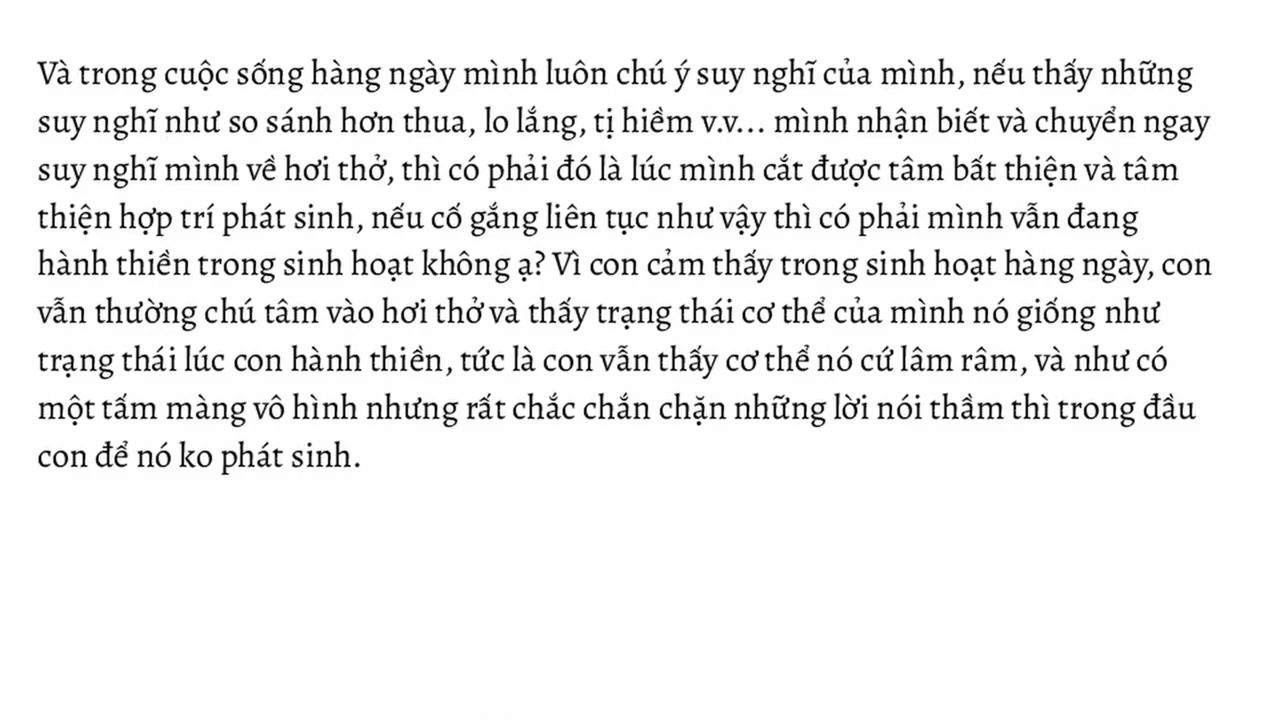 Và trong cuộc sống hàng ngày mình luôn chú ý suy nghĩ của mình, nếu thấy những
suy nghĩ như so sánh hơn thua, lo lắng, tị hiềm v.v... mình nhận biết và chuyển ngay
suy nghĩ mình về hơi thở, thì có phải đó là lúc mình cắt được tâm bất thiện và tâm
thiện hợp trí phát sinh, nếu cố gắng liên tục như vậy thì có phải mình vẫn đang
hành thiền trong sinh hoạt không ạ? Vì con cảm thấy trong sinh hoạt hàng ngày, con
vẫn thường chú tâm vào hơi thở và thấy trạng thái cơ thể của mình nó giống như
trạng thái lúc con hành thiền, tức là con vẫn thấy cơ thể nó cứ lâm râm, và như có
một tấm màng vô hình nhưng rất chắc chắn chặn những lời nói thầm thì trong đầu
con để nó ko phát sinh.